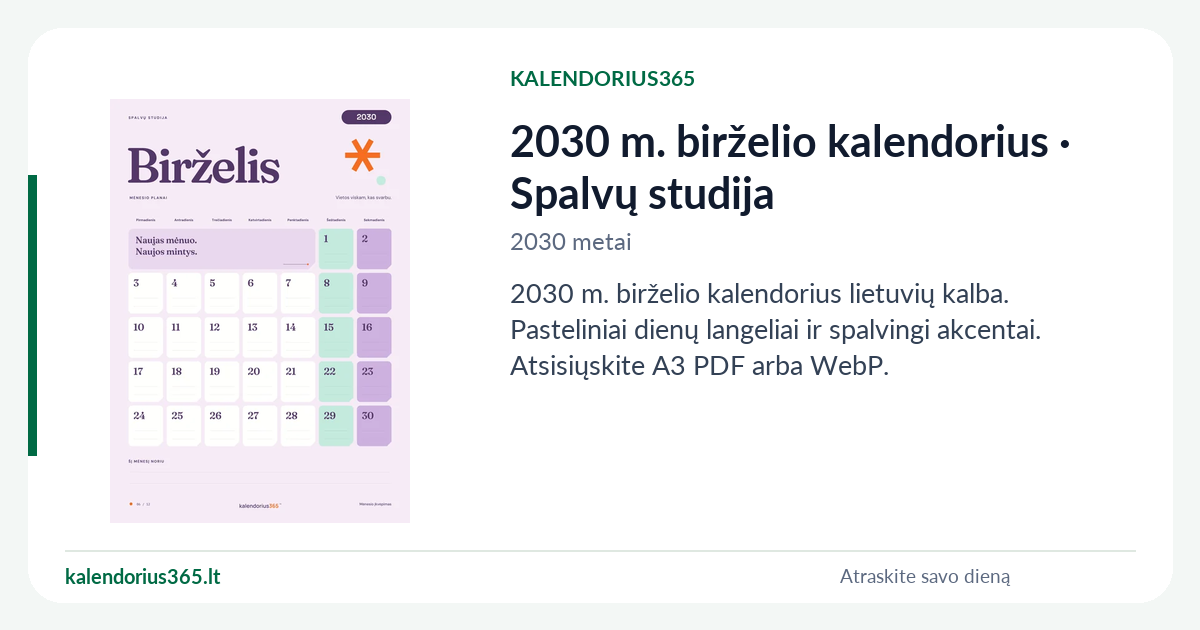 SPALVŲ STUDIJA
2030
Birželis
MĖNESIO PLANAI
Vietos viskam, kas svarbu.
Pirmadienis Antradienis Trečiadienis Ketvirtadienis Penktadienis Šeštadienis Sekmadienis
Naujas mėnuo.
Naujos mintys.
1 2
3 4 5 6 7 8 9
10 11 12 13 14 15 16
17 18 19 20 21 22 23
24 25 26 27 28 29 30
ŠĮ MĖNESĮ NORIU
kalendorius365
KALENDORIUS365
2030 m. birželio kalendorius ·
Spalvų studija
2030 metai
2030 m. birželio kalendorius lietuvių kalba.
Pasteliniai dienų langeliai ir spalvingi akcentai.
Atsisiųskite A3 PDF arba WebP.
kalendorius365.lt
Atraskite savo dieną